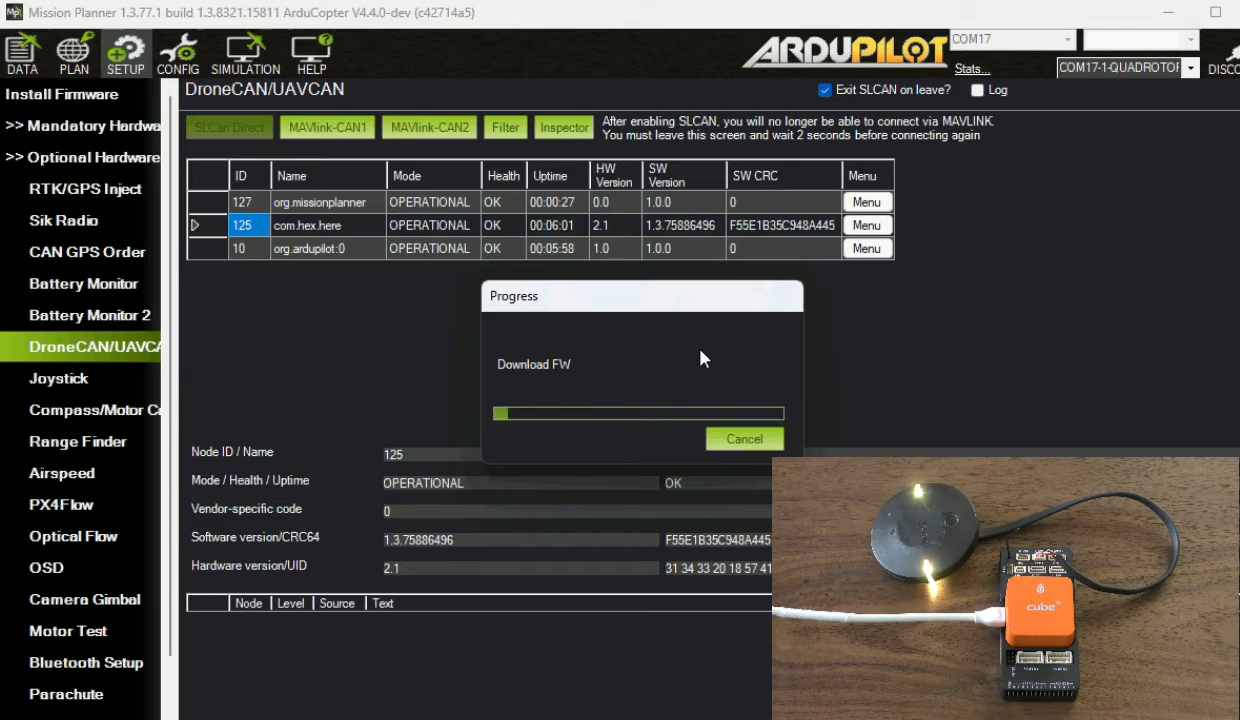 Mission Planner 1.3.77.1 build 1.3.8321.15811 ArduCopter V4.4.0-dev (c42714a5)
DATA PLAN SETUP CONFIG SIMULATION HELP
ARDUPILOT
COM17
Stats...
COM17-1-QUADROTOR
DISCO
Install Firmware
>> Mandatory Hardwa
>> Optional Hardware
RTK/GPS Inject
Sik Radio
CAN GPS Order
Battery Monitor
Battery Monitor 2
DroneCAN/UAVCA
Joystick
Compass/Motor Ca
Range Finder
Airspeed
PX4Flow
Optical Flow
OSD
Camera Gimbal
Motor Test
Bluetooth Setup
Parachute
DroneCAN/UAVCAN
Exit SLCAN on leave? Log
SLCan Direct MAVlink-CAN1 MAVlink-CAN2 Filter Inspector
After enabling SLCAN, you will no longer be able to connect via MAVLINK.
You must leave this screen and wait 2 seconds before connecting again
ID Name Mode Health Uptime HW Version SW Version SW CRC Menu
127 org.missionplanner OPERATIONAL OK 00:00:27 0.0 1.0.0 0 Menu
125 com.hex.here OPERATIONAL OK 00:06:01 2.1 1.3.75886496 F55E1B35C948A445 Menu
10 org.ardupilot:0 OPERATIONAL OK 00:05:58 1.0 1.0.0 0 Menu
Progress
Download FW
Cancel
Node ID / Name 125
Mode / Health / Uptime OPERATIONAL OK
Vendor-specific code 0
Software version/CRC64 1.3.75886496 F55E1B35C948A445
Hardware version/UID 2.1 31 34 33 20 18 57 41
Node Level Source Text
cube+